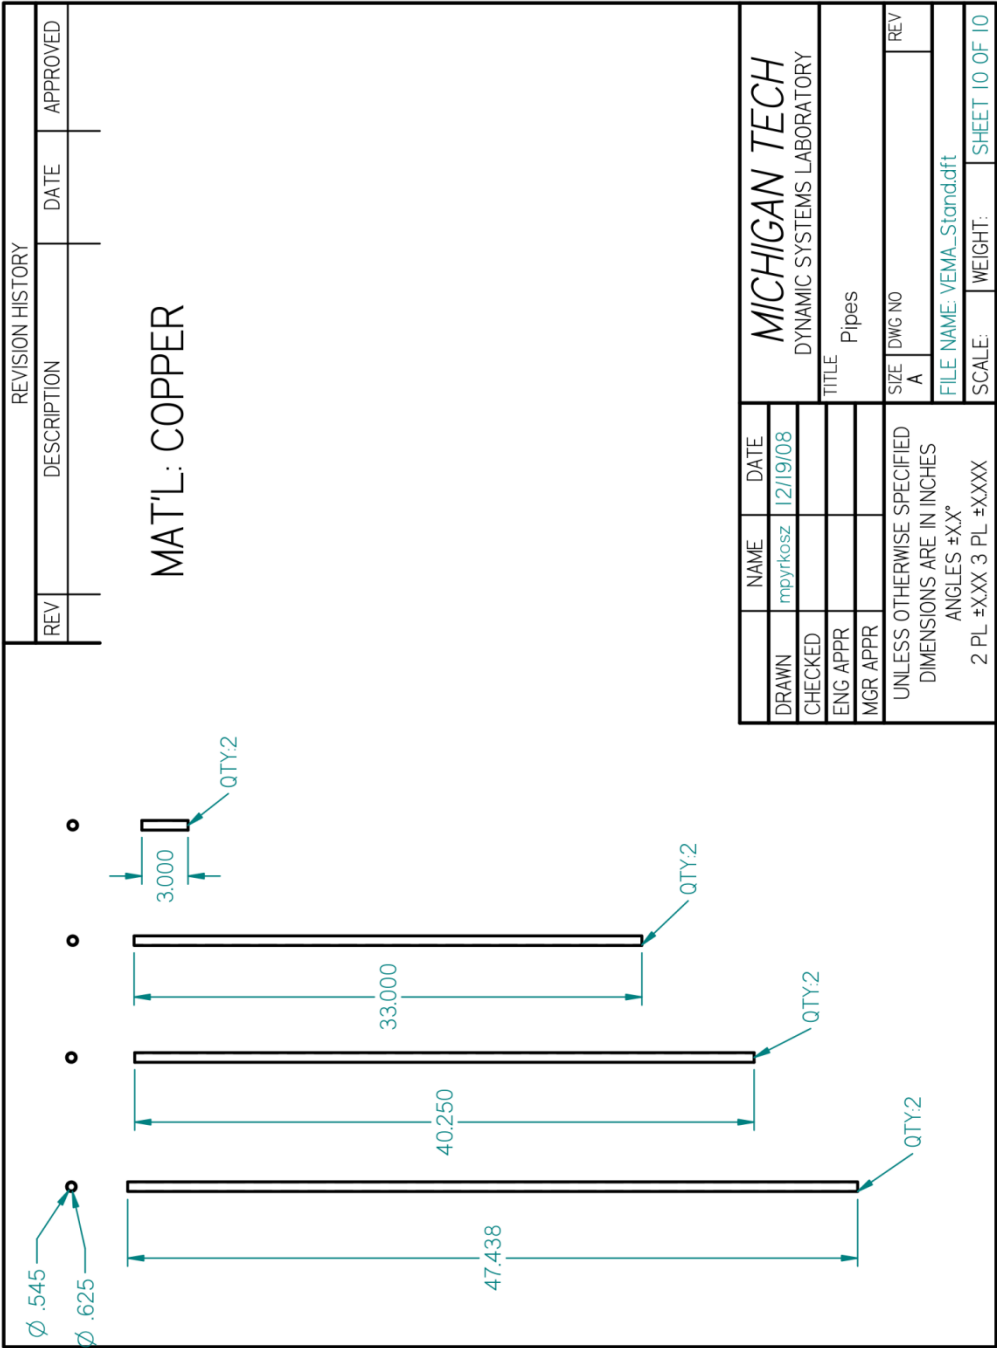 REVISION HISTORY
REV DESCRIPTION DATE APPROVED
MAT'L: COPPER
Ø .545
Ø .625
47.438
QTY:2
40.250
QTY:2
33.000
QTY:2
3.000
QTY:2
NAME DATE
DRAWN mpyrkosz 12/19/08
CHECKED
ENG APPR
MGR APPR
UNLESS OTHERWISE SPECIFIED
DIMENSIONS ARE IN INCHES
ANGLES ±X.X°
2 PL ±X.XX 3 PL ±X.XXX
MICHIGAN TECH
DYNAMIC SYSTEMS LABORATORY
TITLE
Pipes
SIZE DWG NO REV
A
FILE NAME: VEMA_Stand.dft
SCALE: WEIGHT: SHEET 10 OF 10